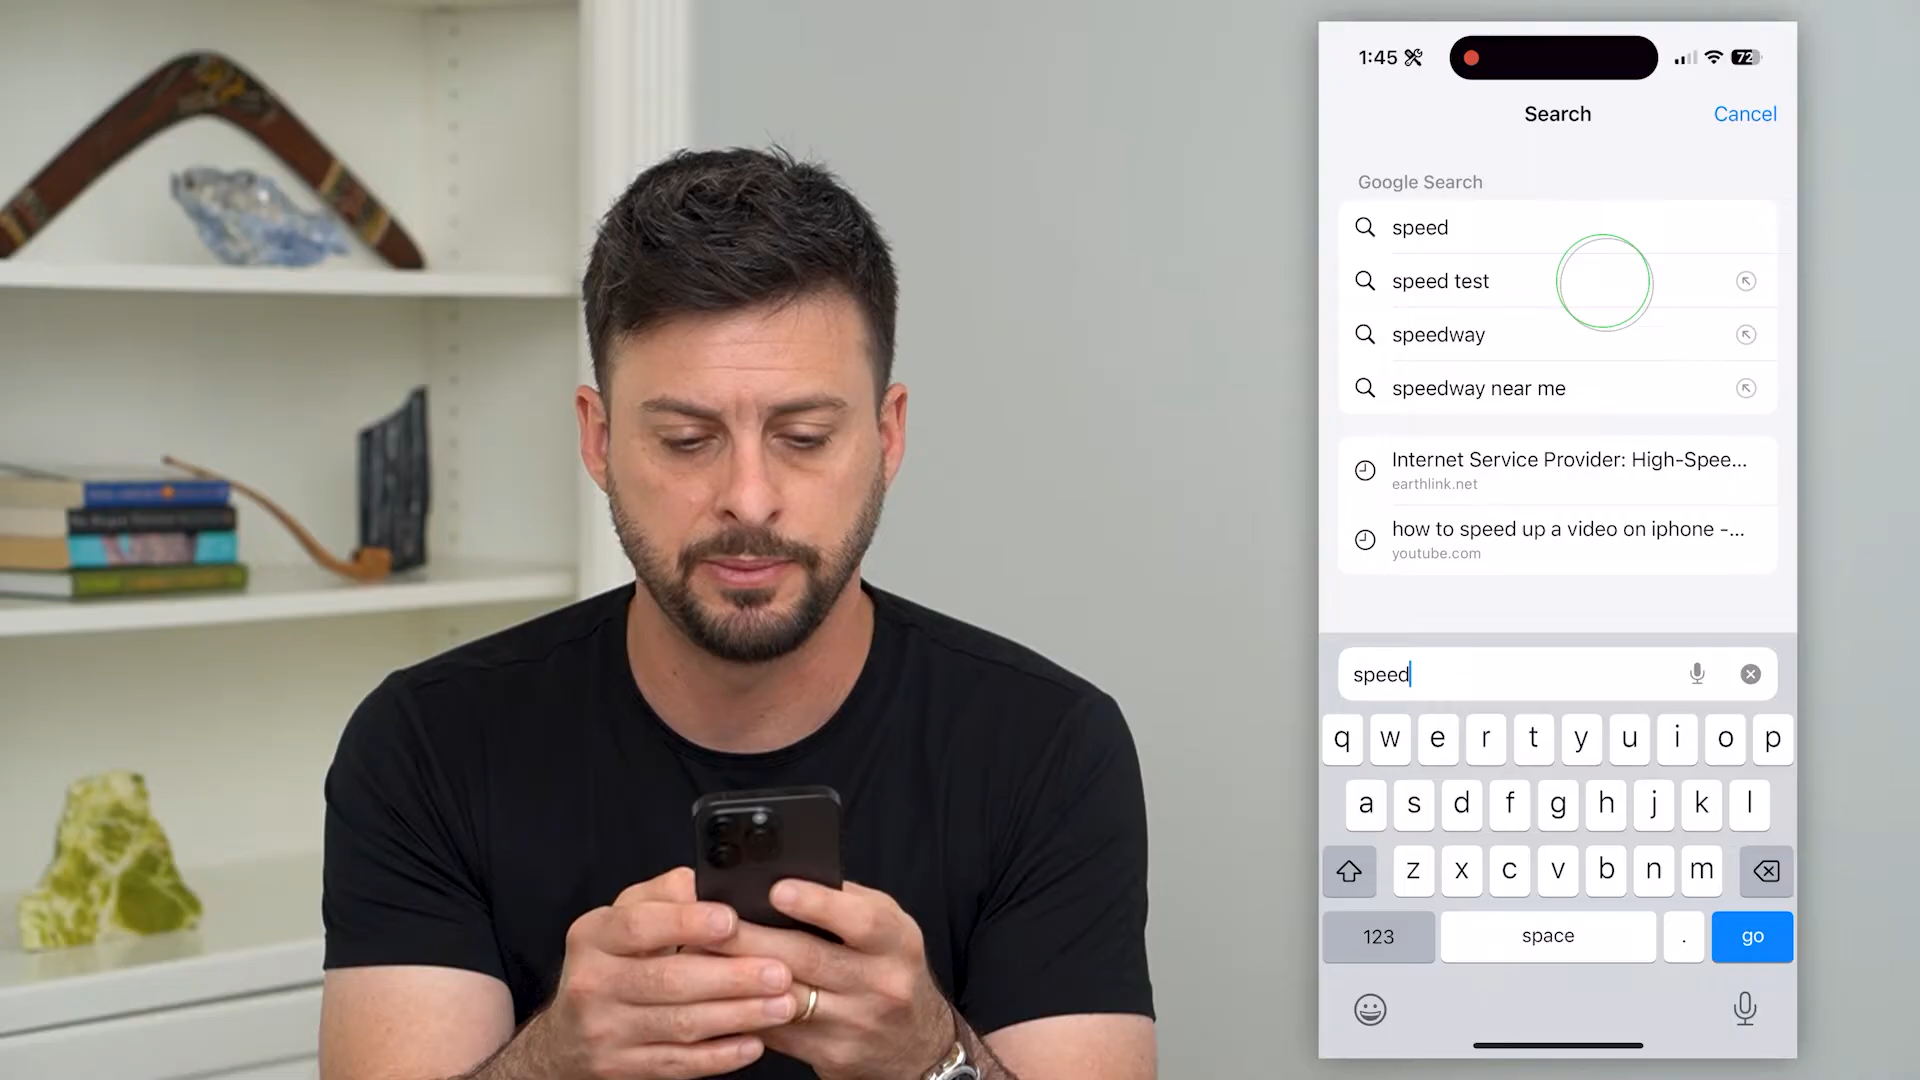 1:45
72
Search
Cancel
Google Search
speed
speed test
speedway
speedway near me
Internet Service Provider: High-Spee...
earthlink.net
how to speed up a video on iphone -...
youtube.com
speed
q w e r t y u i o p
a s d f g h j k l
z x c v b n m
123 space . go